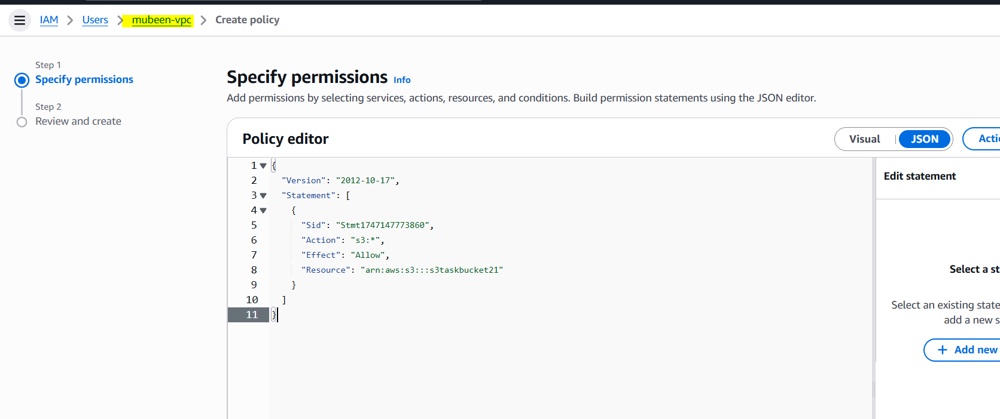 IAM > Users > mubeen-vpc > Create policy
Step 1
Specify permissions
Step 2
Review and create
Specify permissions Info
Add permissions by selecting services, actions, resources, and conditions. Build permission statements using the JSON editor.
Policy editor
Visual | JSON
Acti
1 {
2 "Version": "2012-10-17",
3 "Statement": [
4 {
5 "Sid": "Stmt1747147773860",
6 "Action": "s3:*",
7 "Effect": "Allow",
8 "Resource": "arn:aws:s3:::s3taskbucket21"
9 }
10 ]
11 }
Edit statement
Select a st
Select an existing state
add a new s
+ Add new